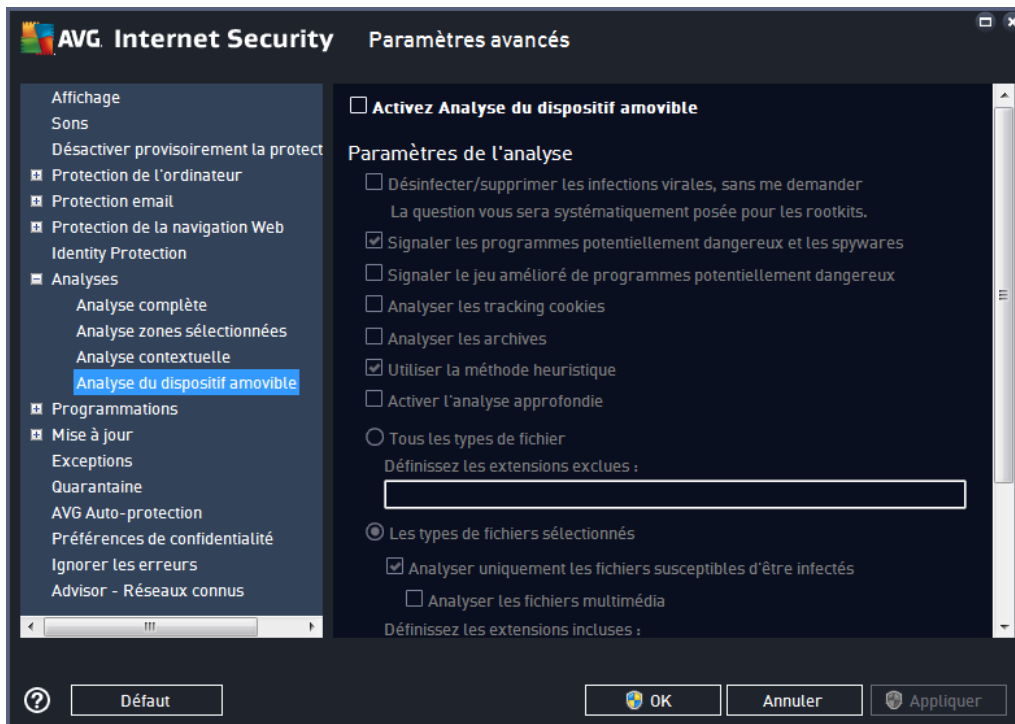 AVG. Internet Security Paramètres avancés
Affichage
Sons
Désactiver provisoirement la protect
Protection de l'ordinateur
Protection email
Protection de la navigation Web
Identity Protection
Analyses
Analyse complète
Analyse zones sélectionnées
Analyse contextuelle
Analyse du dispositif amovible
Programmations
Mise à jour
Exceptions
Quarantaine
AVG Auto-protection
Préférences de confidentialité
Ignorer les erreurs
Advisor - Réseaux connus
Activez Analyse du dispositif amovible
Paramètres de l'analyse
Désinfecter/supprimer les infections virales, sans me demander
La question vous sera systématiquement posée pour les rootkits.
Signaler les programmes potentiellement dangereux et les spywares
Signaler le jeu amélioré de programmes potentiellement dangereux
Analyser les tracking cookies
Analyser les archives
Utiliser la méthode heuristique
Activer l'analyse approfondie
Tous les types de fichier
Définissez les extensions exclues :
Les types de fichiers sélectionnés
Analyser uniquement les fichiers susceptibles d'être infectés
Analyser les fichiers multimédia
Définissez les extensions incluses :
Défaut
OK
Annuler
Appliquer